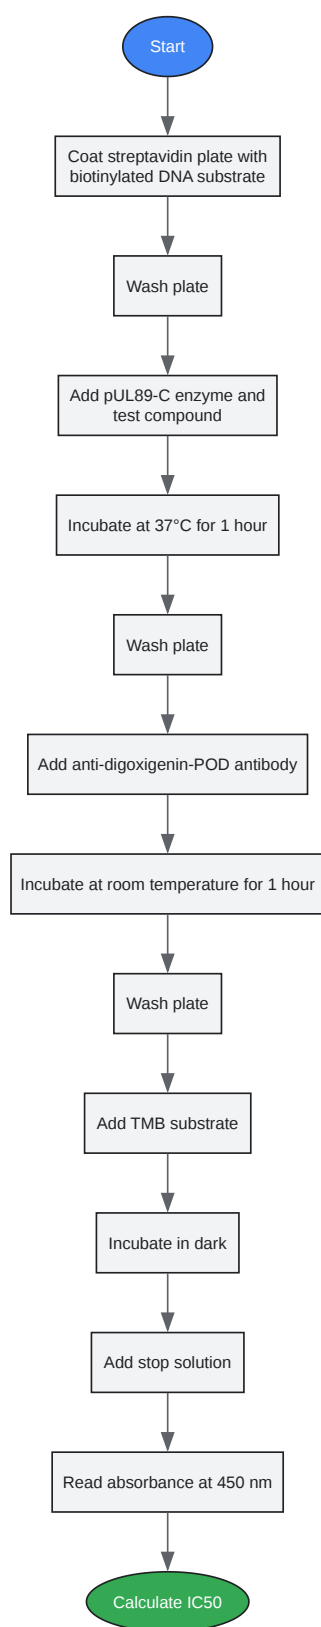 Start
Coat streptavidin plate with
biotinylated DNA substrate
Wash plate
Add pUL89-C enzyme and
test compound
Incubate at 37°C for 1 hour
Wash plate
Add anti-digoxigenin-POD antibody
Incubate at room temperature for 1 hour
Wash plate
Add TMB substrate
Incubate in dark
Add stop solution
Read absorbance at 450 nm
Calculate IC50